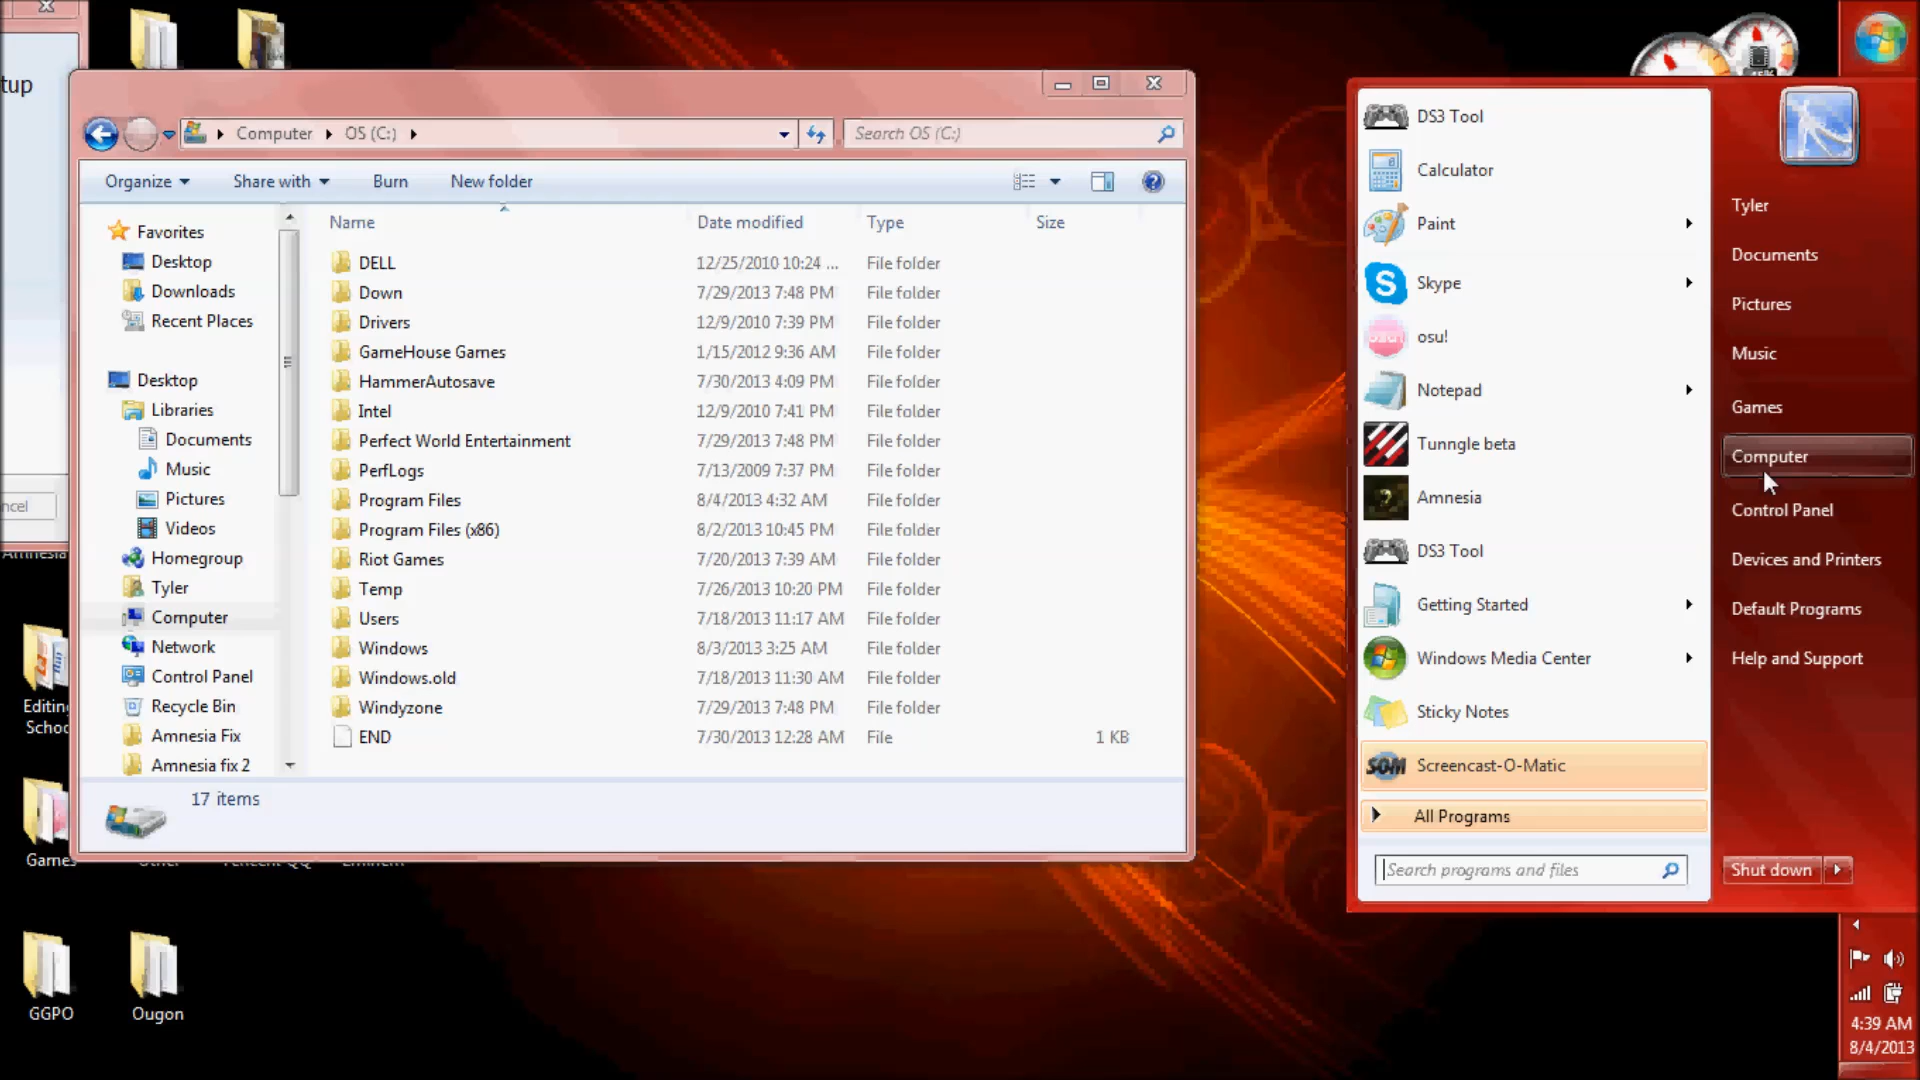 tup
Computer OS (C:) Search OS (C:)
Organize Share with Burn New folder
Name Date modified Type Size
Favorites
Desktop
Downloads
Recent Places
Desktop
Libraries
Documents
Music
Pictures
Videos
Homegroup
Tyler
Computer
Network
Control Panel
Recycle Bin
Amnesia Fix
Amnesia fix 2
DELL 12/25/2010 10:24 ... File folder
Down 7/29/2013 7:48 PM File folder
Drivers 12/9/2010 7:39 PM File folder
GameHouse Games 1/15/2012 9:36 AM File folder
HammerAutosave 7/30/2013 4:09 PM File folder
Intel 12/9/2010 7:41 PM File folder
Perfect World Entertainment 7/29/2013 7:48 PM File folder
PerfLogs 7/13/2009 7:37 PM File folder
Program Files 8/4/2013 4:32 AM File folder
Program Files (x86) 8/2/2013 10:45 PM File folder
Riot Games 7/20/2013 7:39 AM File folder
Temp 7/26/2013 10:20 PM File folder
Users 7/18/2013 11:17 AM File folder
Windows 8/3/2013 3:25 AM File folder
Windows.old 7/18/2013 11:30 AM File folder
Windyzone 7/29/2013 7:48 PM File folder
END 7/30/2013 12:28 AM File 1 KB
17 items
ncel
Editing
Schoo
Games
GGPO
Ougon
DS3 Tool
Calculator
Paint
Skype
osu!
Notepad
Tunngle beta
Amnesia
DS3 Tool
Getting Started
Windows Media Center
Sticky Notes
SOM Screencast-O-Matic
All Programs
Search programs and files
Tyler
Documents
Pictures
Music
Games
Computer
Control Panel
Devices and Printers
Default Programs
Help and Support
Shut down
4:39 AM
8/4/2013